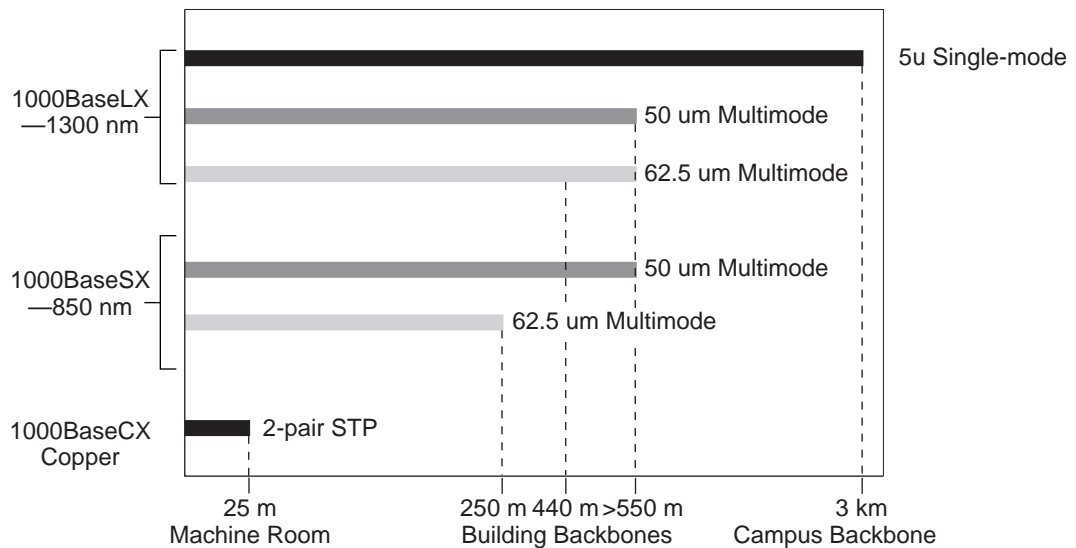 5u Single-mode
1000BaseLX
—1300 nm
50 um Multimode
62.5 um Multimode
1000BaseSX
—850 nm
50 um Multimode
62.5 um Multimode
1000BaseCX
Copper
2-pair STP
25 m
Machine Room
250 m 440 m >550 m
Building Backbones
3 km
Campus Backbone